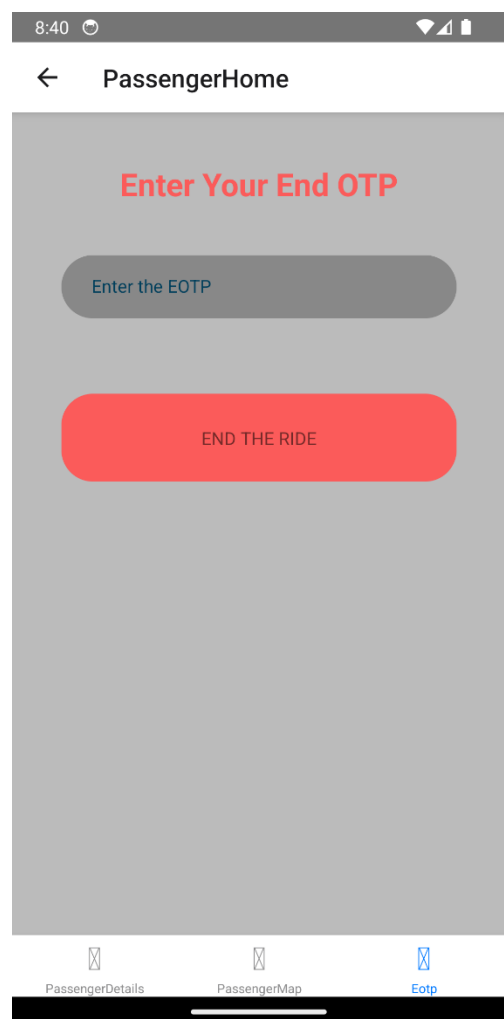 8:40
PassengerHome
Enter Your End OTP
Enter the EOTP
END THE RIDE
PassengerDetails PassengerMap Eotp